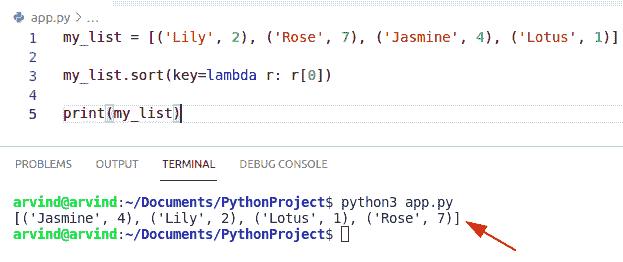 app.py > ...
1 my_list = [('Lily', 2), ('Rose', 7), ('Jasmine', 4), ('Lotus', 1)]
2
3 my_list.sort(key=lambda r: r[0])
4
5 print(my_list)
PROBLEMS OUTPUT TERMINAL DEBUG CONSOLE
arvind@arvind:~/Documents/PythonProject$ python3 app.py
[('Jasmine', 4), ('Lily', 2), ('Lotus', 1), ('Rose', 7)]
arvind@arvind:~/Documents/PythonProject$